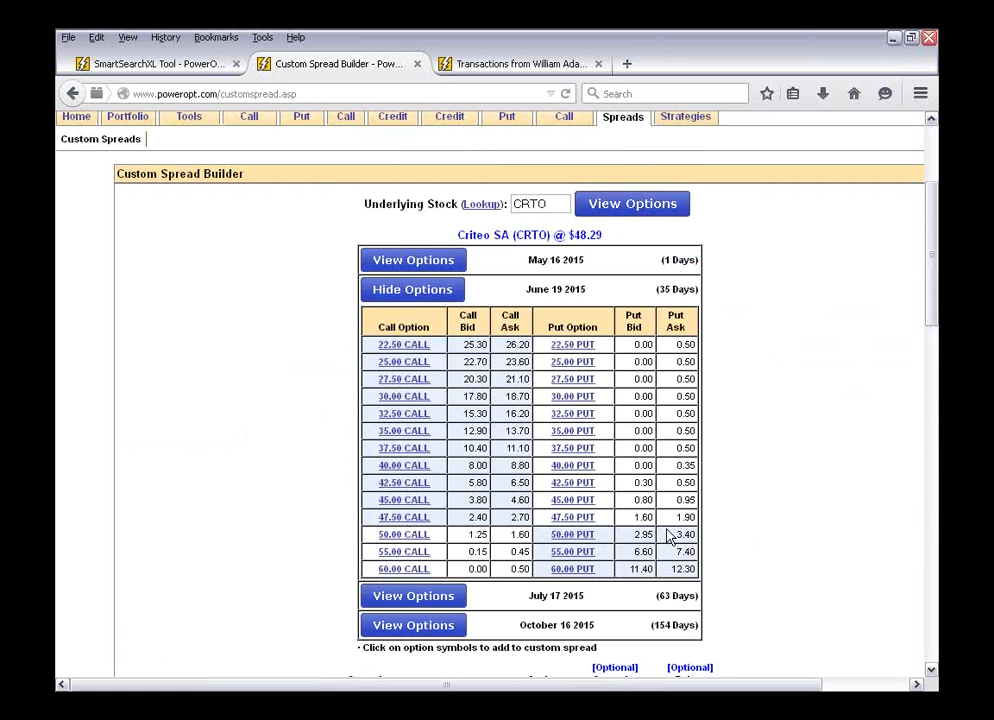 File Edit View History Bookmarks Tools Help
SmartSearchXL Tool - PowerO... × Custom Spread Builder - Pow... × Transactions from William Ada... × +
www.poweropt.com/customspread.asp Search
Home Portfolio Tools Call Put Call Credit Credit Put Call Spreads Strategies
Custom Spreads
Custom Spread Builder
Underlying Stock (Lookup): CRTO View Options
Criteo SA (CRTO) @ $48.29
View Options May 16 2015 (1 Days)
Hide Options June 19 2015 (35 Days)
Call Option Call Bid Call Ask Put Option Put Bid Put Ask
22.50 CALL 25.30 26.20 22.50 PUT 0.00 0.50
25.00 CALL 22.70 23.60 25.00 PUT 0.00 0.50
27.50 CALL 20.30 21.10 27.50 PUT 0.00 0.50
30.00 CALL 17.80 18.70 30.00 PUT 0.00 0.50
32.50 CALL 15.30 16.20 32.50 PUT 0.00 0.50
35.00 CALL 12.90 13.70 35.00 PUT 0.00 0.50
37.50 CALL 10.40 11.10 37.50 PUT 0.00 0.50
40.00 CALL 8.00 8.80 40.00 PUT 0.00 0.35
42.50 CALL 5.80 6.50 42.50 PUT 0.30 0.50
45.00 CALL 3.80 4.60 45.00 PUT 0.80 0.95
47.50 CALL 2.40 2.70 47.50 PUT 1.60 1.90
50.00 CALL 1.25 1.60 50.00 PUT 2.95 3.40
55.00 CALL 0.15 0.45 55.00 PUT 6.60 7.40
60.00 CALL 0.00 0.50 60.00 PUT 11.40 12.30
View Options July 17 2015 (63 Days)
View Options October 16 2015 (154 Days)
· Click on option symbols to add to custom spread
[Optional] [Optional]